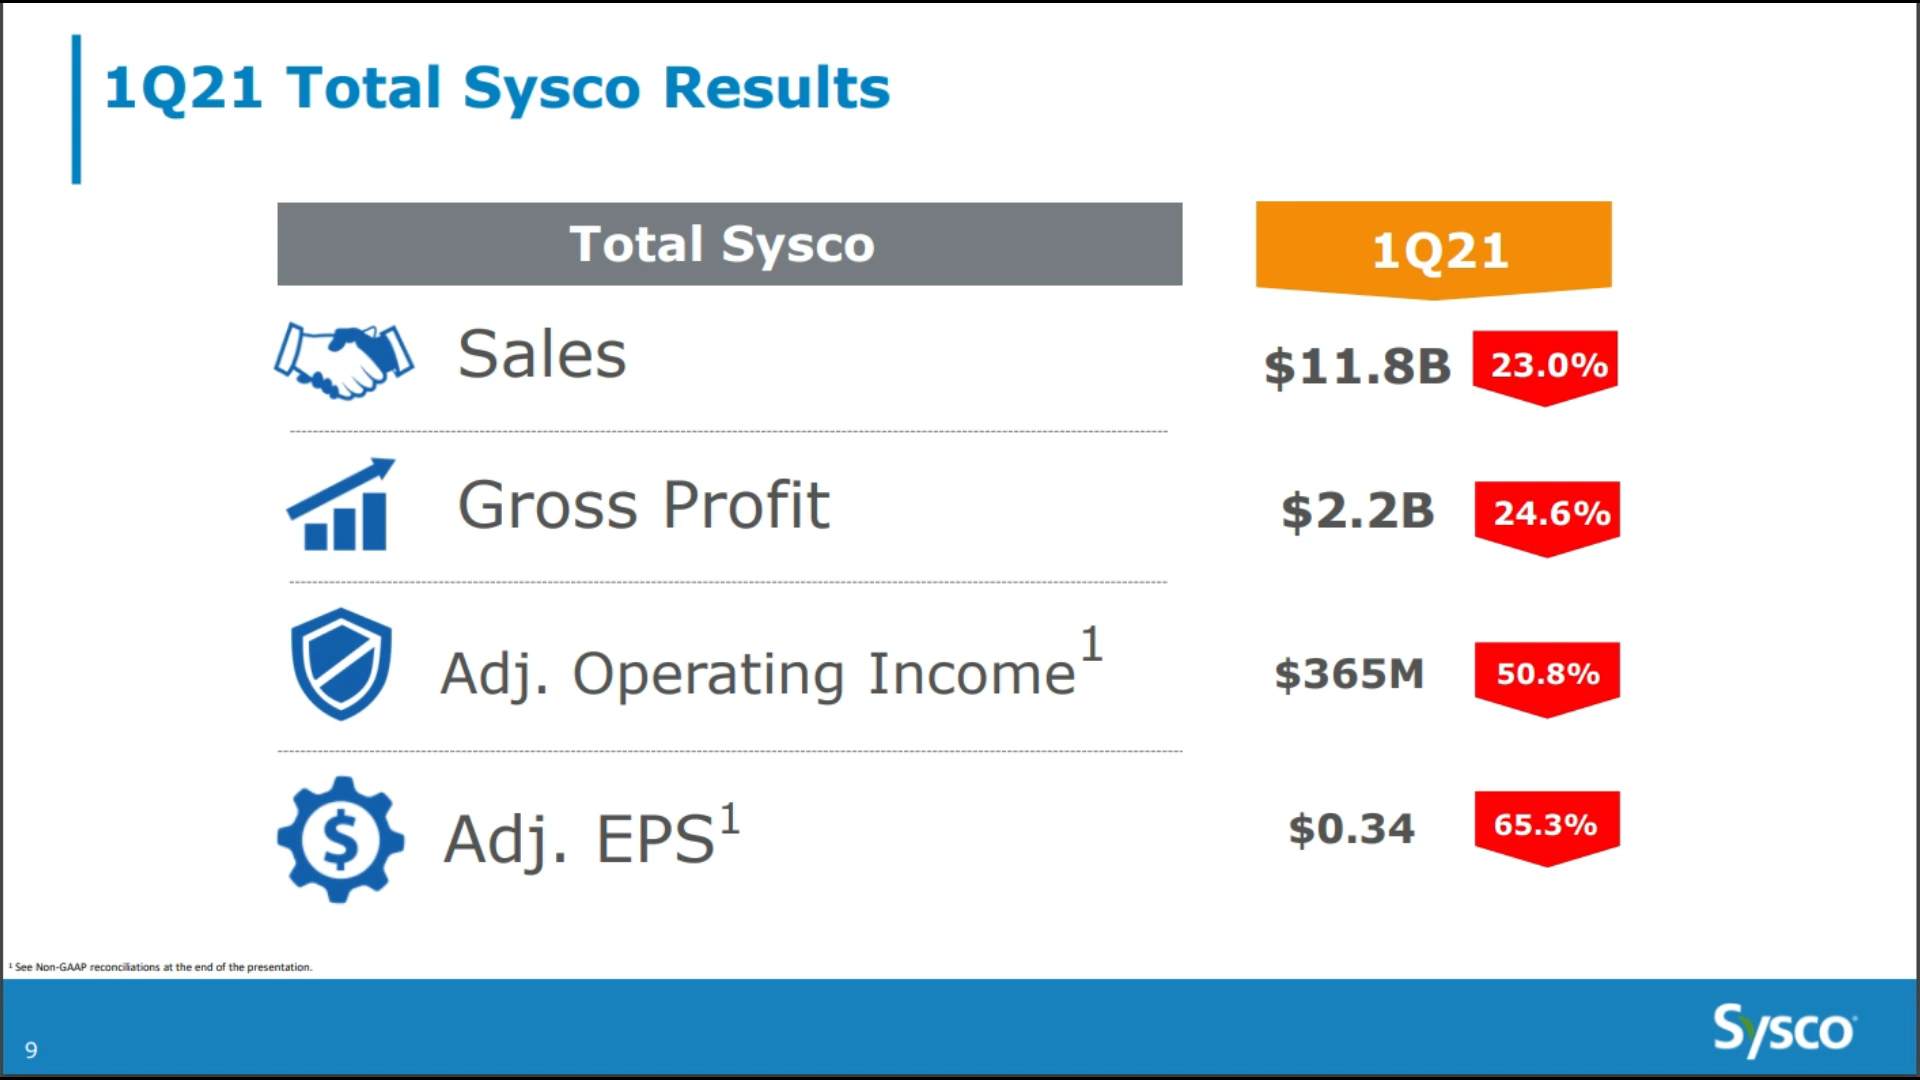 1Q21 Total Sysco Results
Total Sysco
1Q21
Sales
$11.8B
23.0%
Gross Profit
$2.2B
24.6%
Adj. Operating Income¹
$365M
50.8%
$
Adj. EPS¹
$0.34
65.3%
¹ See Non-GAAP reconciliations at the end of the presentation.
9
Sysco